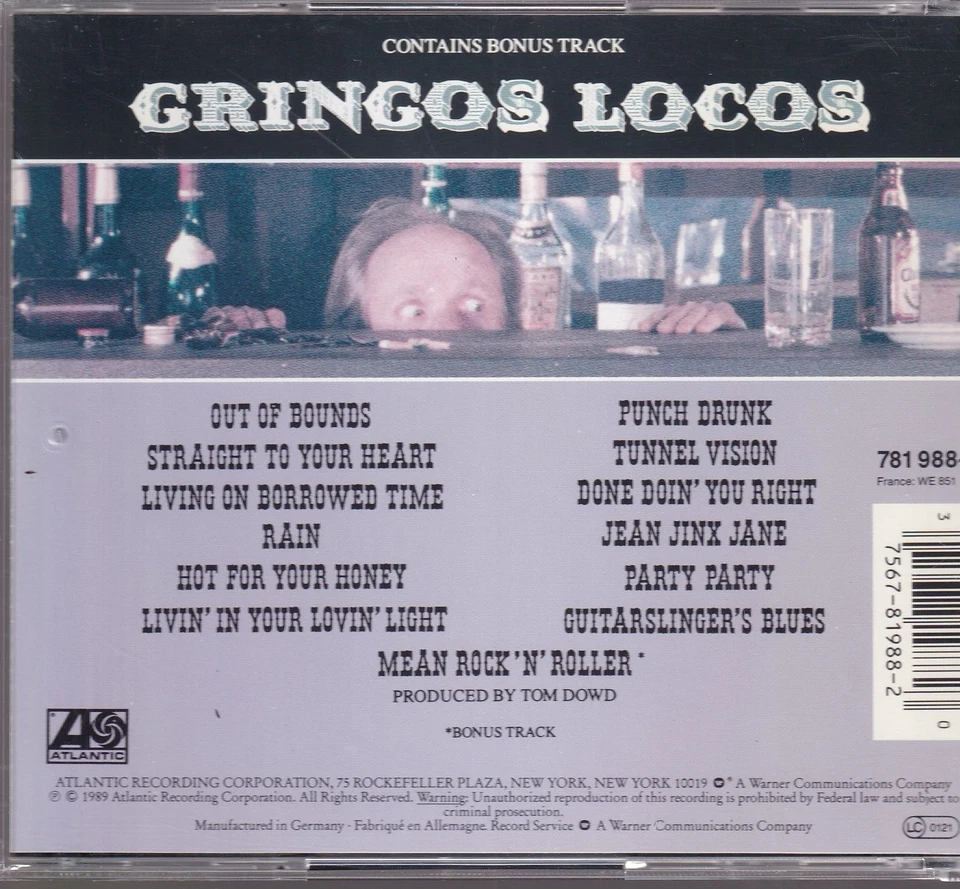 CONTAINS BONUS TRACK
GRINGOS LOCOS
OUT OF BOUNDS
STRAIGHT TO YOUR HEART
LIVING ON BORROWED TIME
RAIN
HOT FOR YOUR HONEY
LIVIN' IN YOUR LOVIN' LIGHT
PUNCH DRUNK
TUNNEL VISION
DONE DOIN' YOU RIGHT
JEAN JINX JANE
PARTY PARTY
GUITARSLINGER'S BLUES
MEAN ROCK 'N' ROLLER *
PRODUCED BY TOM DOWD
*BONUS TRACK
781 988-
France: WE 851
3
7567-81988-2
0
ATLANTIC
ATLANTIC RECORDING CORPORATION, 75 ROCKEFELLER PLAZA, NEW YORK, NEW YORK 10019 * A Warner Communications Company
℗ © 1989 Atlantic Recording Corporation. All Rights Reserved. Warning: Unauthorized reproduction of this recording is prohibited by Federal law and subject to
criminal prosecution.
Manufactured in Germany · Fabriqué en Allemagne. Record Service A Warner Communications Company
LC 0121